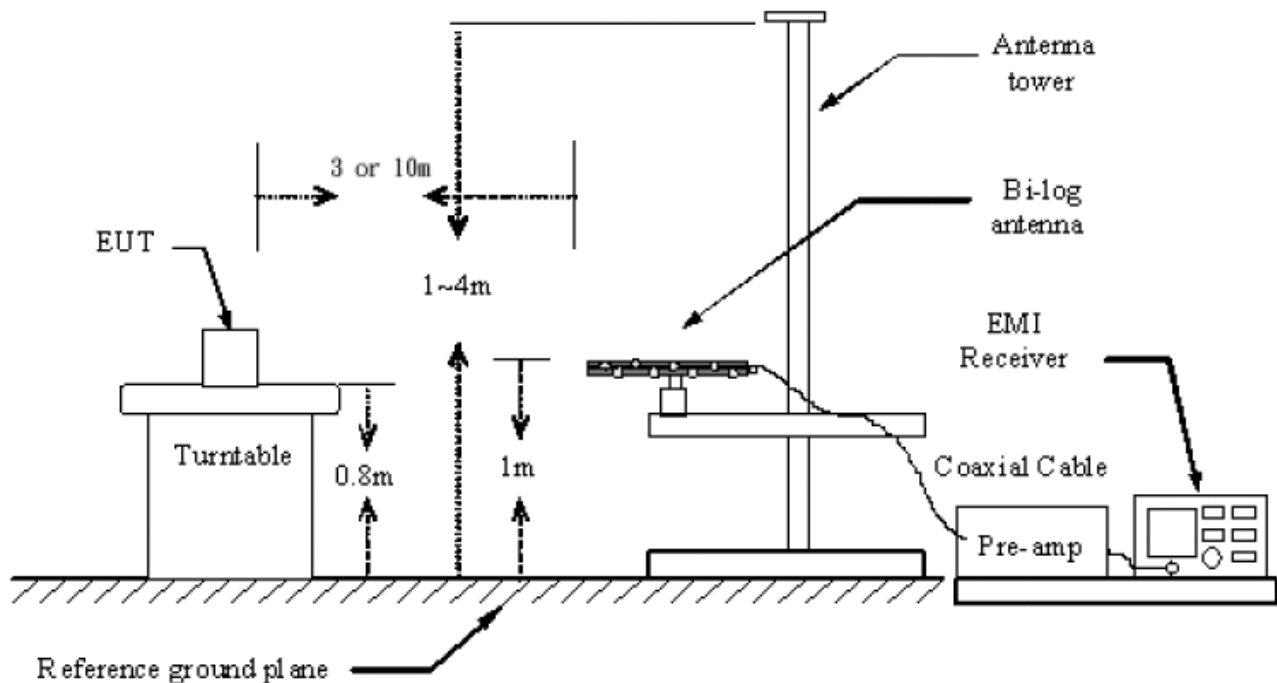 Antenna
tower
3 or 10m
Bi-log
antenna
EUT
1~4m
EMI
Receiver
Turntable
0.8m
1m
Coaxial Cable
Pre-amp
Reference ground plane